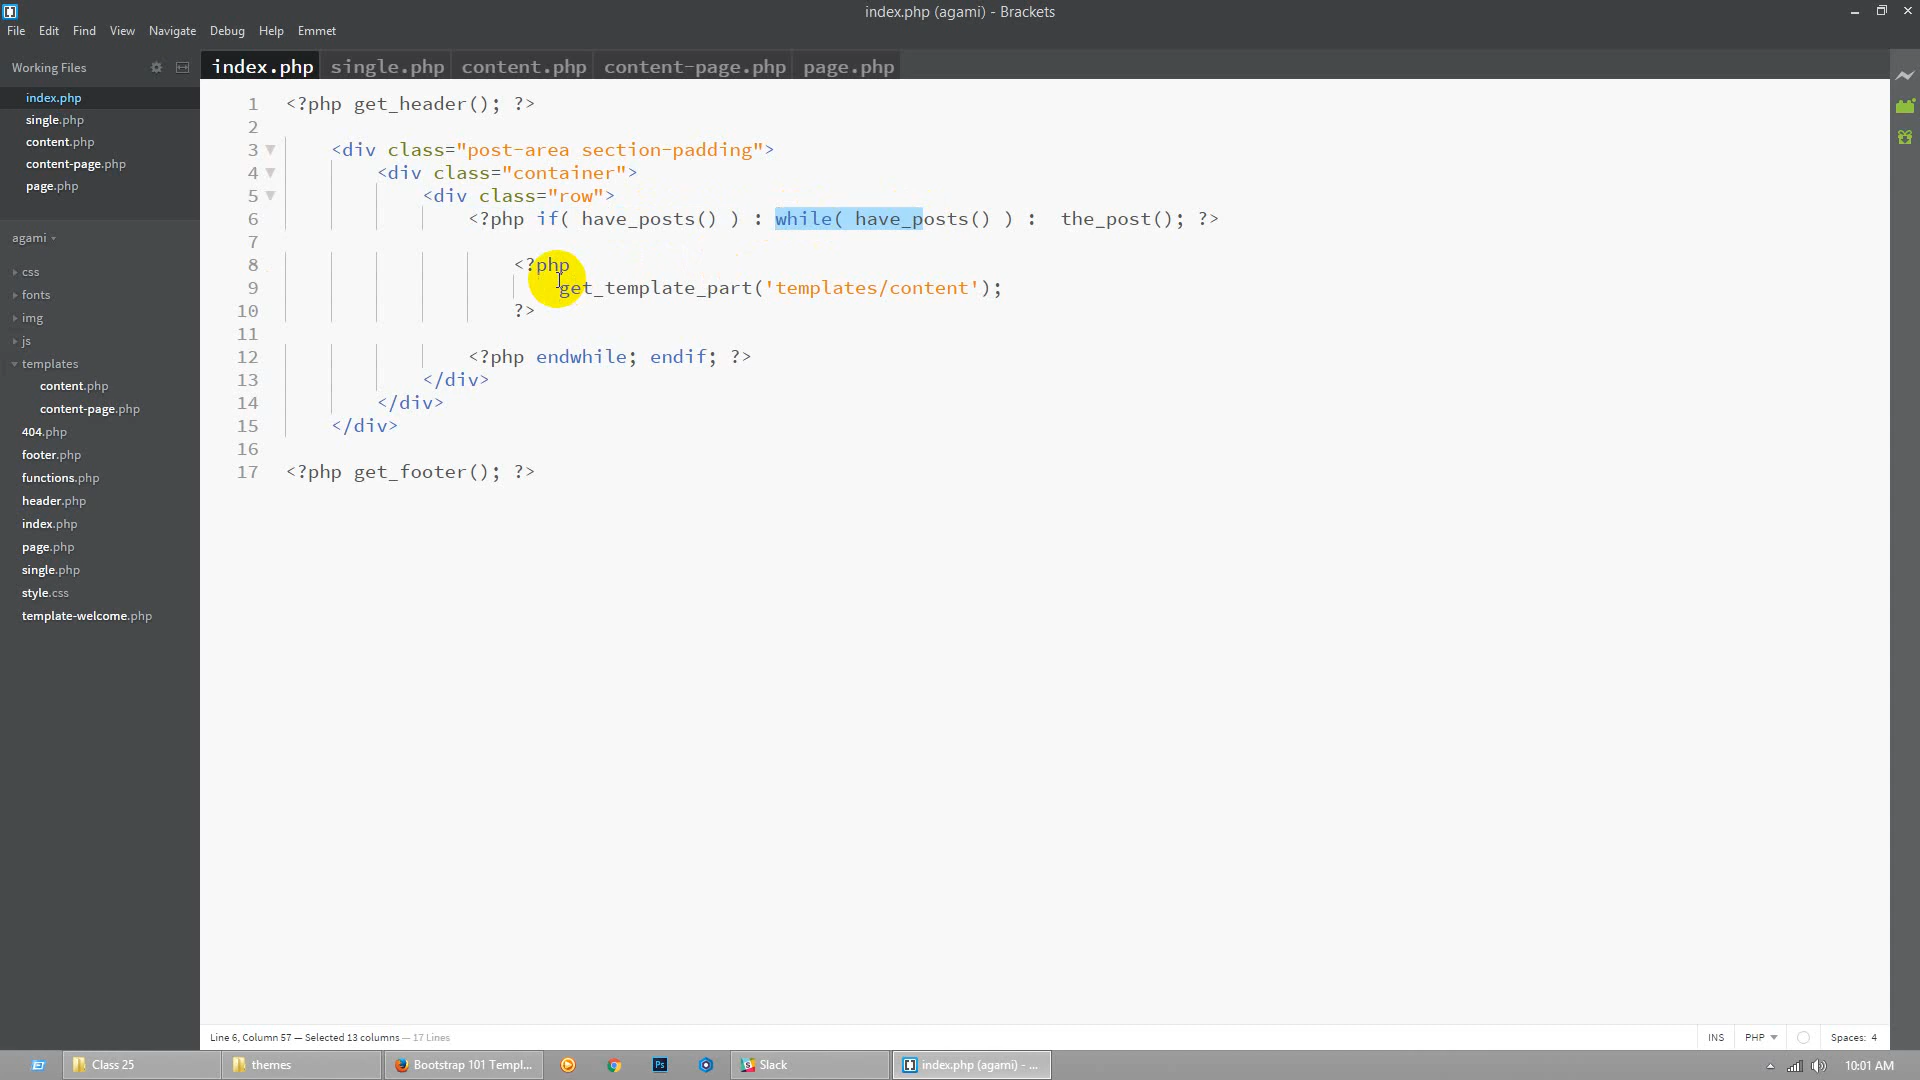 index.php (agami) - Brackets
File Edit Find View Navigate Debug Help Emmet
Working Files
index.php
single.php
content.php
content-page.php
page.php
agami
css
fonts
img
js
templates
content.php
content-page.php
404.php
footer.php
functions.php
header.php
index.php
page.php
single.php
style.css
template-welcome.php
index.php single.php content.php content-page.php page.php
1 <?php get_header(); ?>
2
3 <div class="post-area section-padding">
4 <div class="container">
5 <div class="row">
6 <?php if( have_posts() ) : while( have_posts() ) :  the_post(); ?>
7
8 <?php
9 get_template_part('templates/content');
10 ?>
11
12 <?php endwhile; endif; ?>
13 </div>
14 </div>
15 </div>
16
17 <?php get_footer(); ?>
Line 6, Column 57 — Selected 13 columns — 17 Lines
INS PHP Spaces: 4
Class 25
themes
Bootstrap 101 Templ...
Ps
Slack
index.php (agami) - ...
10:01 AM